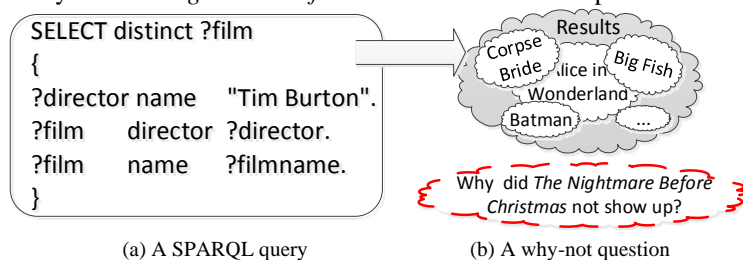 SELECT distinct ?film
{
?director name "Tim Burton".
?film director ?director.
?film name ?filmname.
}
Results
Corpse
Bride
Alice in
Wonderland
Big Fish
Batman
...
Why did The Nightmare Before
Christmas not show up?
(a) A SPARQL query
(b) A why-not question